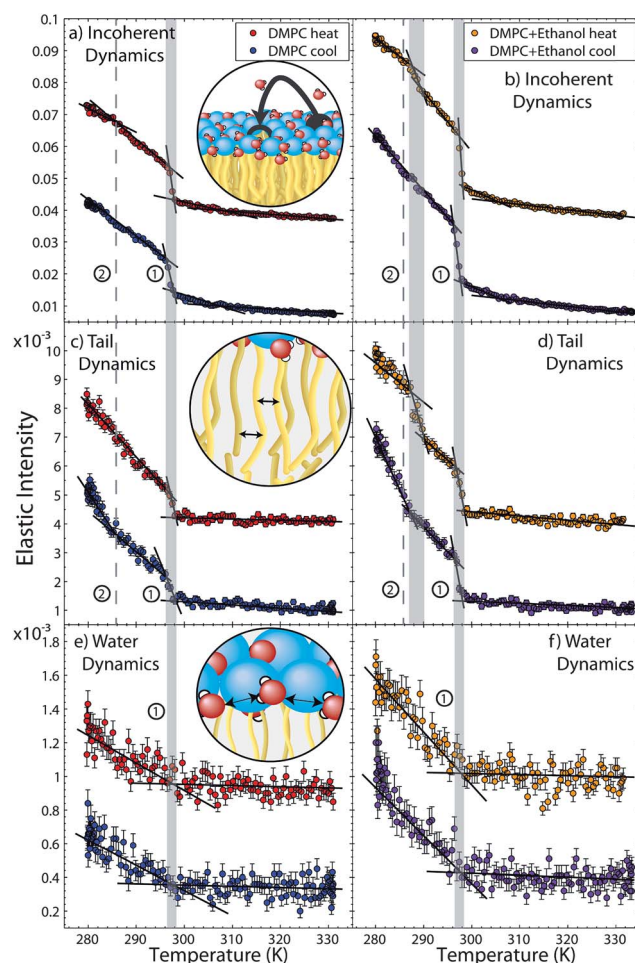 DMPC heat
DMPC cool
DMPC+Ethanol heat
DMPC+Ethanol cool
a) Incoherent
Dynamics
b) Incoherent
Dynamics
0.1
0.09
0.08
0.07
0.06
0.05
0.04
0.03
0.02
0.01
2
1
2
1
x10-3
c) Tail
Dynamics
d) Tail
Dynamics
10
9
8
7
6
5
4
3
2
1
2
1
2
1
Elastic Intensity
x10-3
e) Water
Dynamics
f) Water
Dynamics
1.8
1.6
1.4
1.2
1
0.8
0.6
0.4
0.2
1
1
280 290 300 310 320 330
280 290 300 310 320 330
Temperature (K)
Temperature (K)